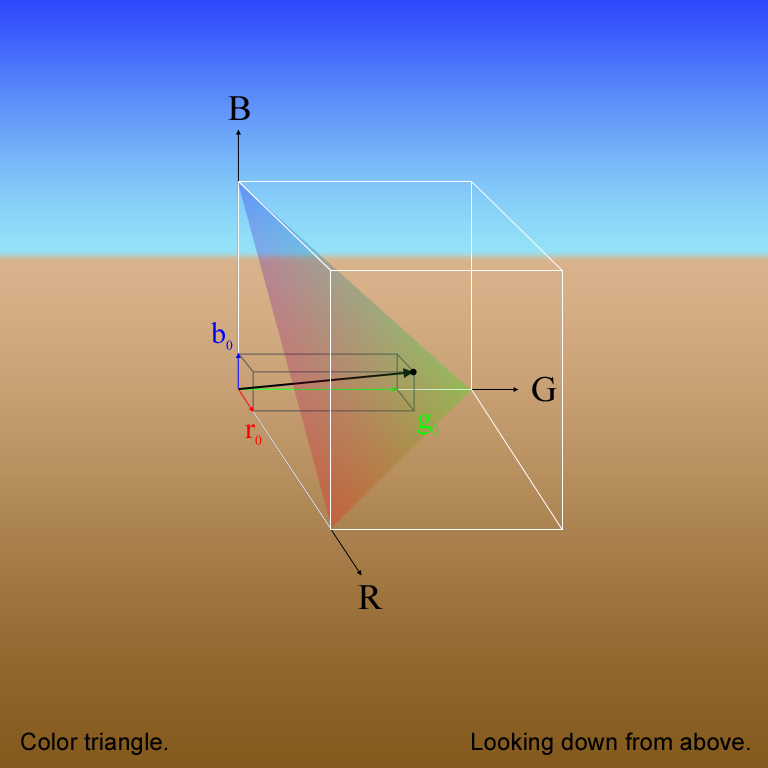 B
b₀
G
g₀
r₀
R
Color triangle.
Looking down from above.